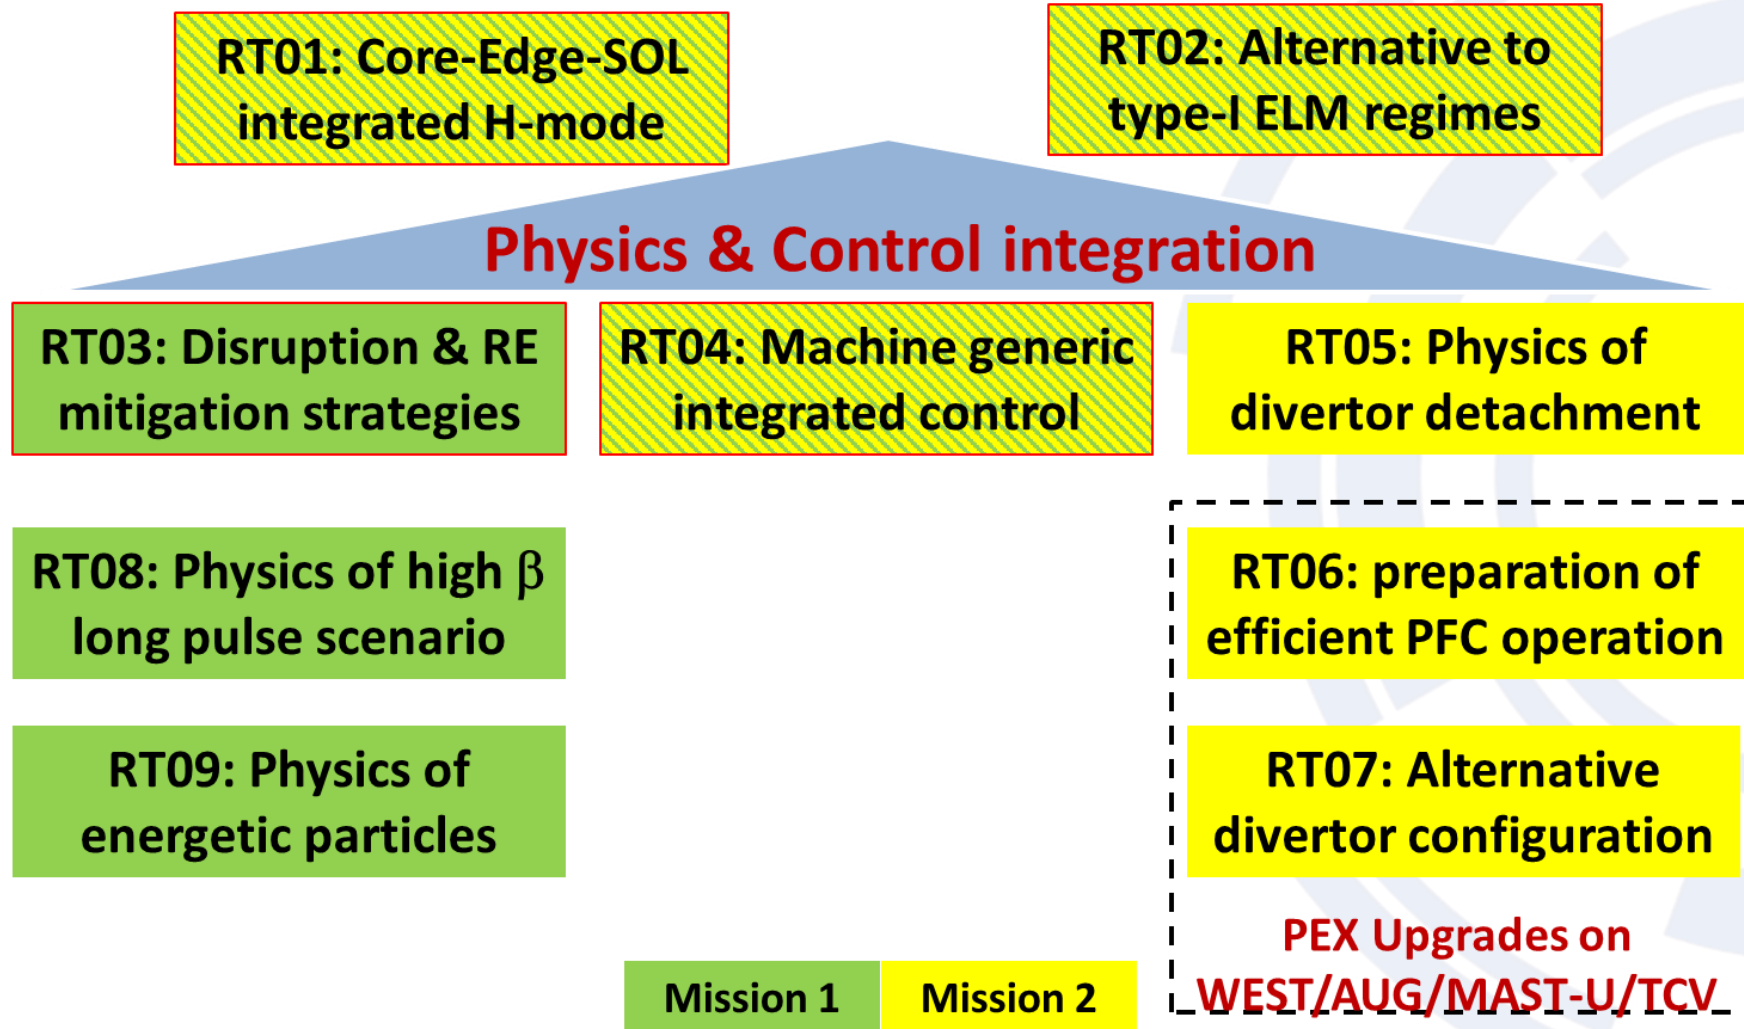 RT01: Core-Edge-SOL
integrated H-mode
RT02: Alternative to
type-I ELM regimes
Physics & Control integration
RT03: Disruption & RE
mitigation strategies
RT04: Machine generic
integrated control
RT05: Physics of
divertor detachment
RT08: Physics of high β
long pulse scenario
RT06: preparation of
efficient PFC operation
RT09: Physics of
energetic particles
RT07: Alternative
divertor configuration
PEX Upgrades on
WEST/AUG/MAST-U/TCV
Mission 1
Mission 2